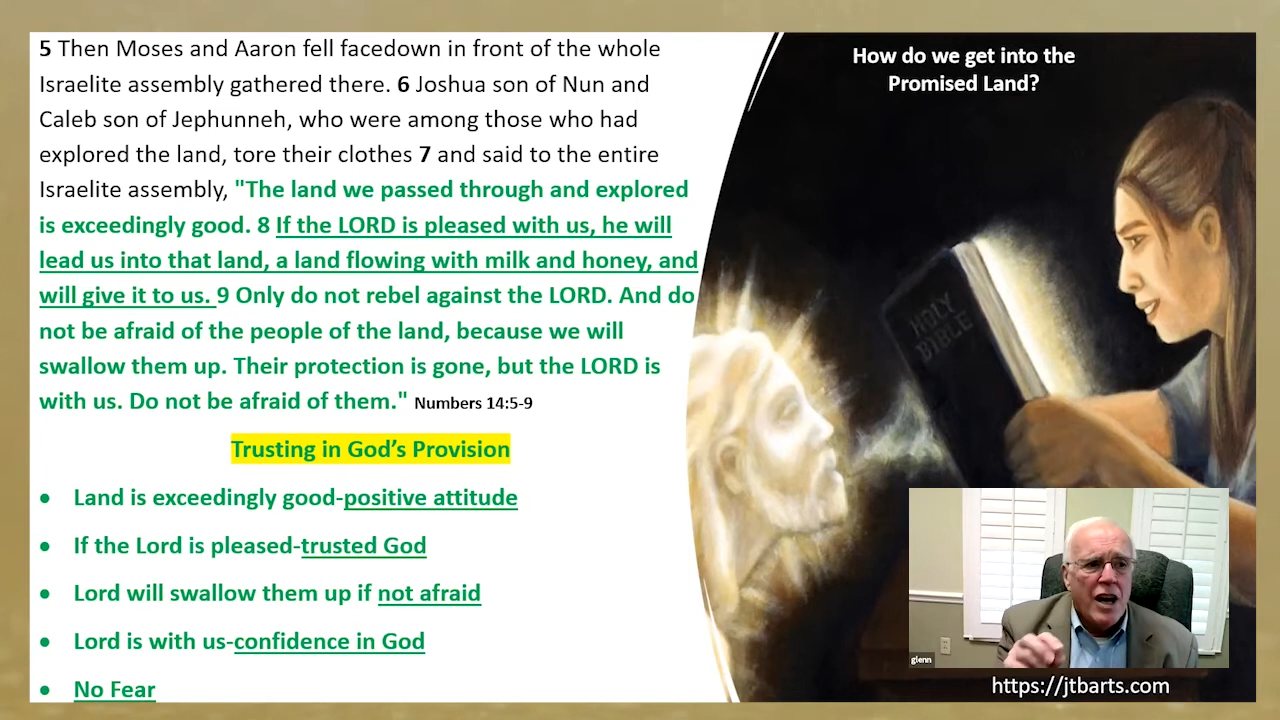 5 Then Moses and Aaron fell facedown in front of the whole
Israelite assembly gathered there. 6 Joshua son of Nun and
Caleb son of Jephunneh, who were among those who had
explored the land, tore their clothes 7 and said to the entire
Israelite assembly, "The land we passed through and explored
is exceedingly good. 8 If the LORD is pleased with us, he will
lead us into that land, a land flowing with milk and honey, and
will give it to us. 9 Only do not rebel against the LORD. And do
not be afraid of the people of the land, because we will
swallow them up. Their protection is gone, but the LORD is
with us. Do not be afraid of them." Numbers 14:5-9
Trusting in God’s Provision
• Land is exceedingly good-positive attitude
• If the Lord is pleased-trusted God
• Lord will swallow them up if not afraid
• Lord is with us-confidence in God
• No Fear
How do we get into the
Promised Land?
HOLY
BIBLE
glenn
https://jtbarts.com